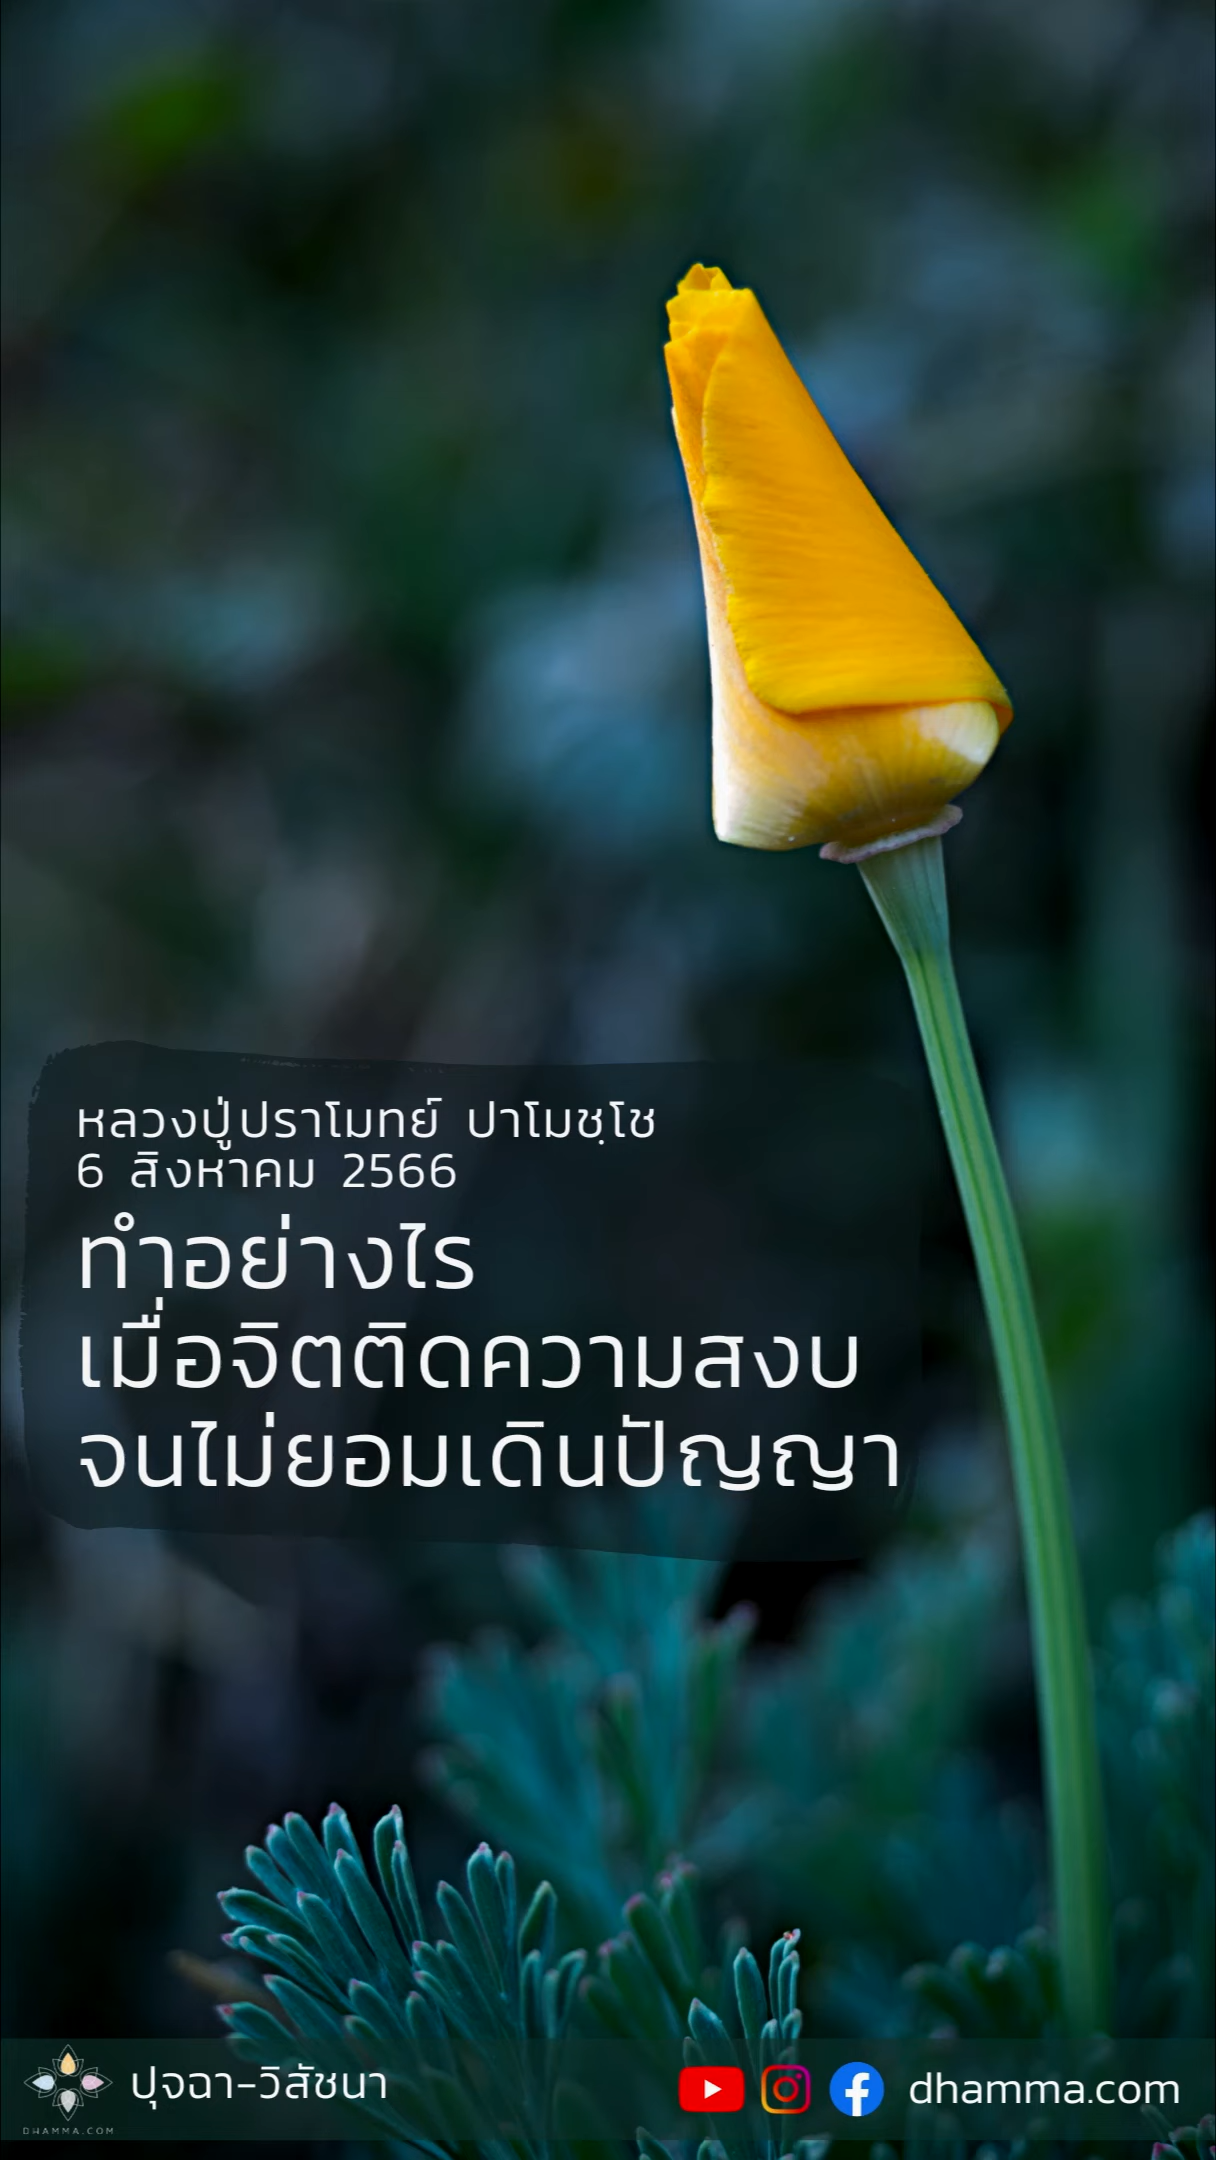 หลวงปู่ปราโมทย์ ปาโมชฺโช
6 สิงหาคม 2566
ทำอย่างไร
เมื่อจิตติดความสงบ
จนไม่ยอมเดินปัญญา
DHAMMA.COM
ปุจฉา-วิสัชนา
dhamma.com